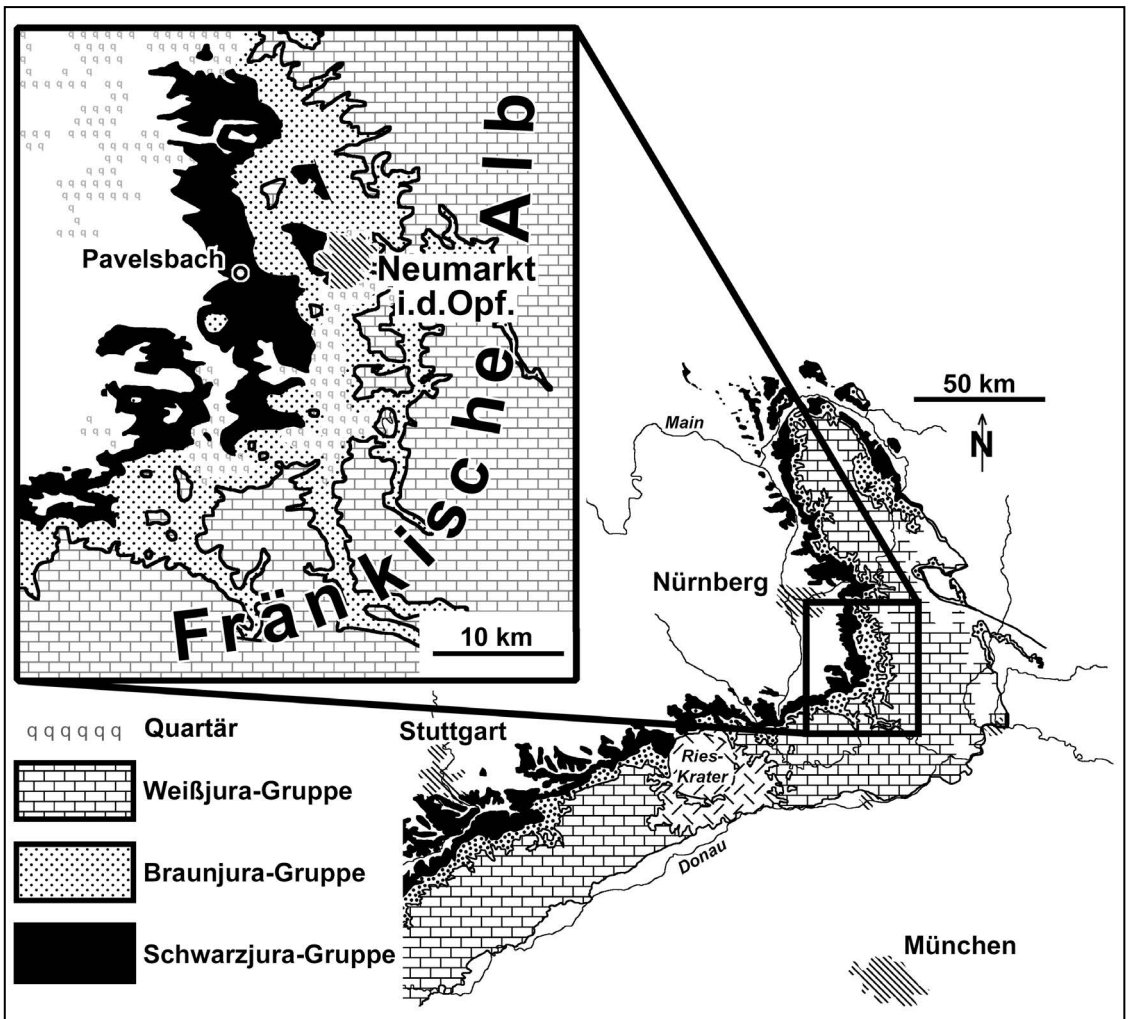 Pavelsbach
Neumarkt
i.d.Opf.
Fränkische Alb
10 km
50 km
N
Main
Nürnberg
Stuttgart
Ries-
Krater
Donau
München
qqqqqq Quartär
Weißjura-Gruppe
Braunjura-Gruppe
Schwarzjura-Gruppe